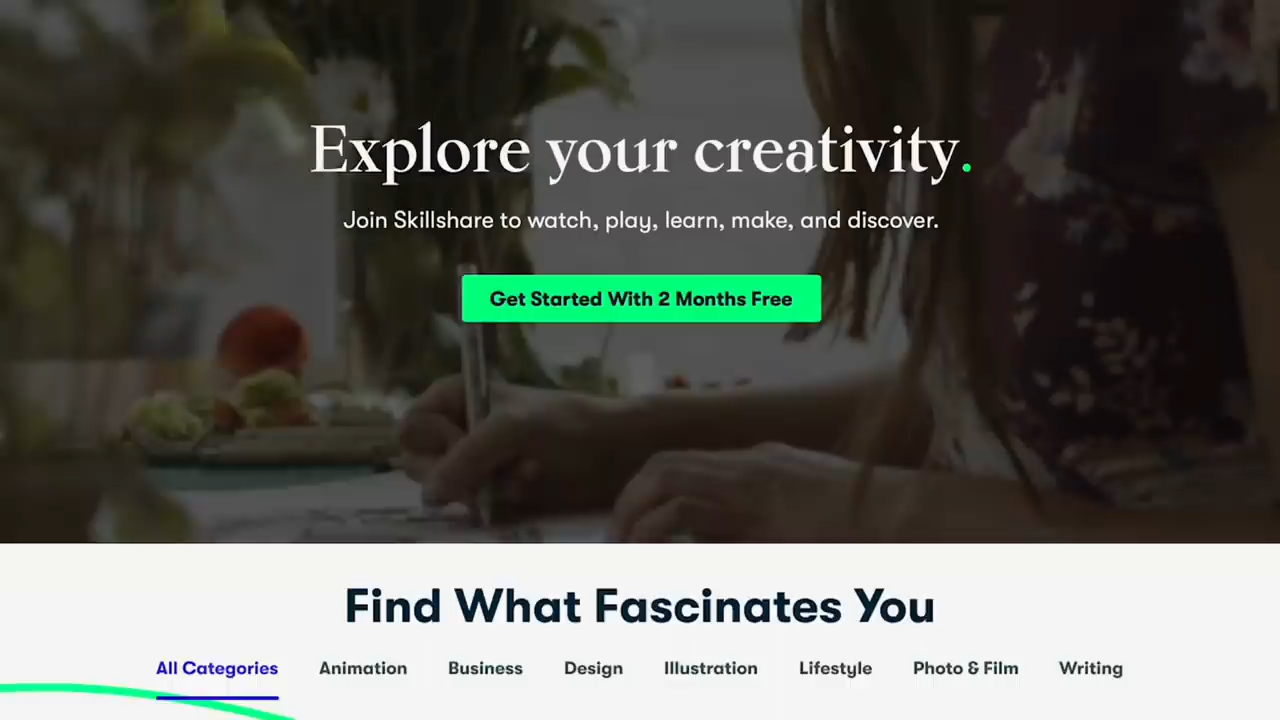 Explore your creativity.
Join Skillshare to watch, play, learn, make, and discover.
Get Started With 2 Months Free
Find What Fascinates You
All Categories Animation Business Design Illustration Lifestyle Photo & Film Writing